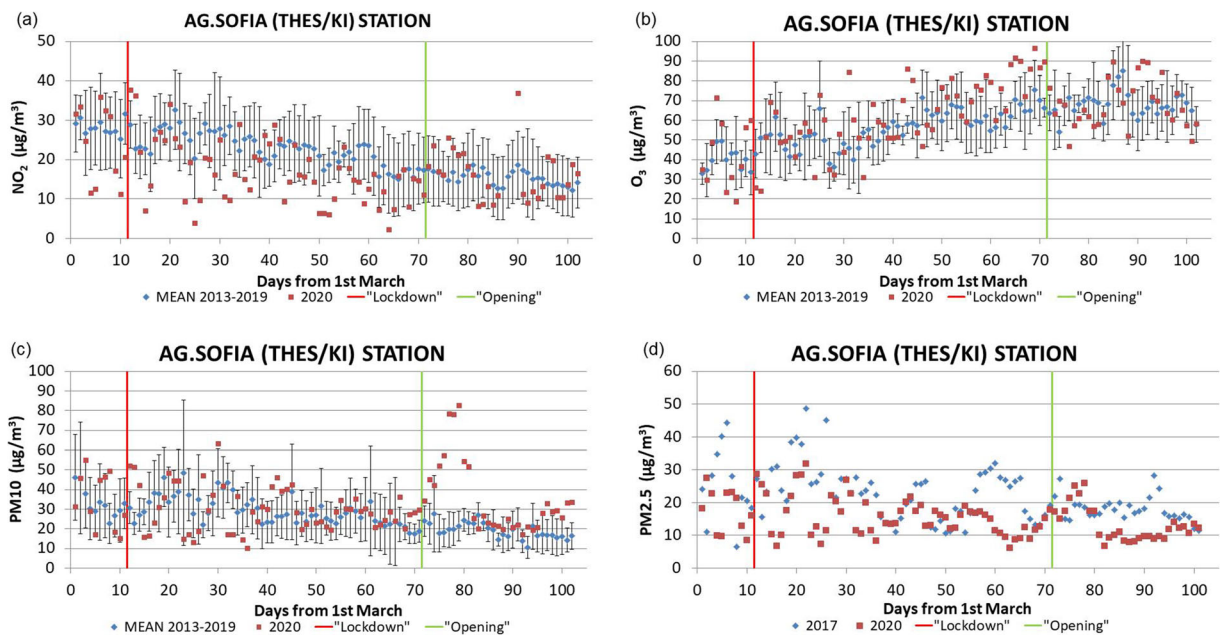 (a)
AG.SOFIA (THES/KI) STATION
NO₂ (µg/m³)
50
40
30
20
10
0
0 10 20 30 40 50 60 70 80 90 100
Days from 1st March
MEAN 2013-2019 2020 "Lockdown" "Opening"
(b)
AG.SOFIA (THES/KI) STATION
O₃ (µg/m³)
100
90
80
70
60
50
40
30
20
10
0
0 10 20 30 40 50 60 70 80 90 100
Days from 1st March
MEAN 2013-2019 2020 "Lockdown" "Opening"
(c)
AG.SOFIA (THES/KI) STATION
PM10 (µg/m³)
100
90
80
70
60
50
40
30
20
10
0
0 10 20 30 40 50 60 70 80 90 100
Days from 1st March
MEAN 2013-2019 2020 "Lockdown" "Opening"
(d)
AG.SOFIA (THES/KI) STATION
PM2.5 (µg/m³)
60
50
40
30
20
10
0
0 10 20 30 40 50 60 70 80 90 100
Days from 1st March
2017 2020 "Lockdown" "Opening"